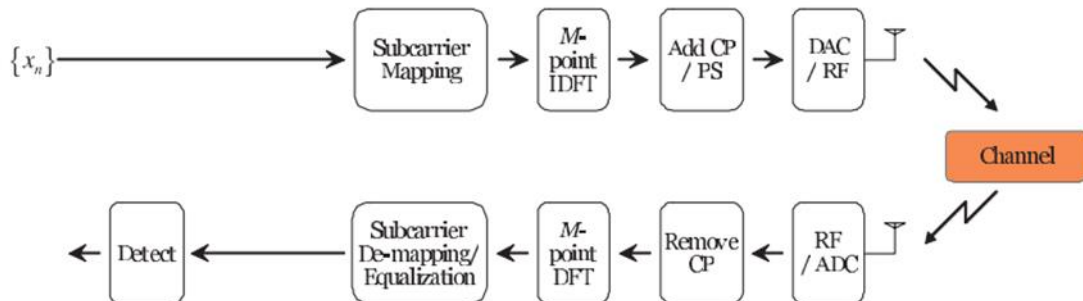 {x_n}
Subcarrier
Mapping
M-
point
IDFT
Add CP
/ PS
DAC
/ RF
Channel
Detect
Subcarrier
De-mapping/
Equalization
M-
point
DFT
Remove
CP
RF
/ ADC